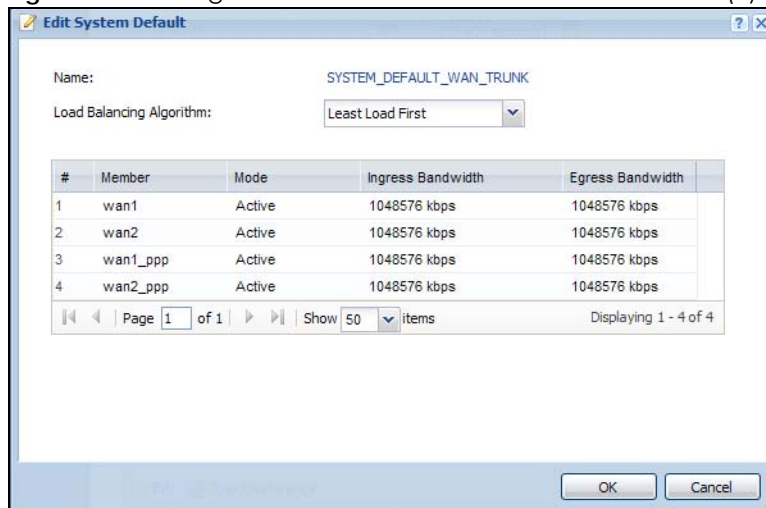 (
Edit System Default
?
Name: SYSTEM_DEFAULT_WAN_TRUNK
Load Balancing Algorithm: Least Load First
# Member Mode Ingress Bandwidth Egress Bandwidth
1 wan1 Active 1048576 kbps 1048576 kbps
2 wan2 Active 1048576 kbps 1048576 kbps
3 wan1_ppp Active 1048576 kbps 1048576 kbps
4 wan2_ppp Active 1048576 kbps 1048576 kbps
Page 1 of 1 Show 50 items Displaying 1 - 4 of 4
OK Cancel